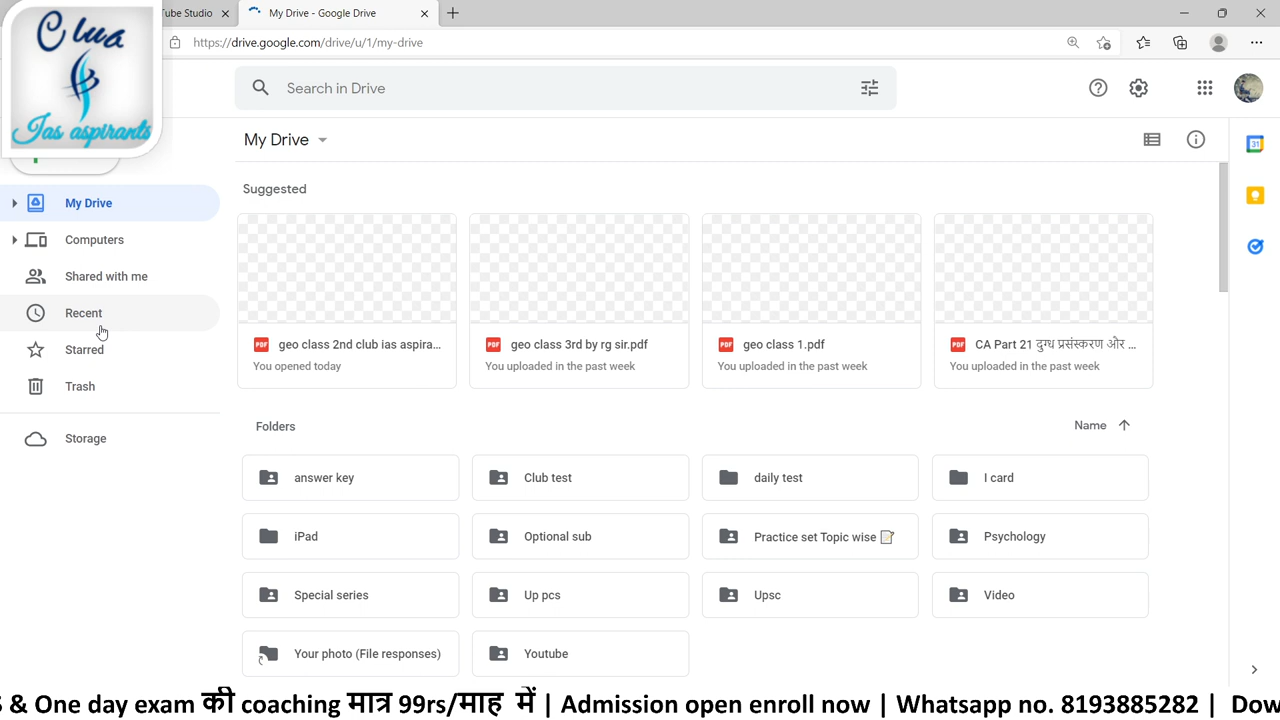 Tube Studio
My Drive - Google Drive
https://drive.google.com/drive/u/1/my-drive
Clua
Ias aspirants
Search in Drive
My Drive
My Drive
Computers
Shared with me
Recent
Starred
Trash
Storage
Suggested
geo class 2nd club ias aspira...
You opened today
geo class 3rd by rg sir.pdf
You uploaded in the past week
geo class 1.pdf
You uploaded in the past week
CA Part 21 दुग्ध प्रसंस्करण और ...
You uploaded in the past week
Folders
Name
answer key
Club test
daily test
I card
iPad
Optional sub
Practice set Topic wise 📝
Psychology
Special series
Up pcs
Upsc
Video
Your photo (File responses)
Youtube
& One day exam की coaching मात्र 99rs/माह में | Admission open enroll now | Whatsapp no. 8193885282 | Dow